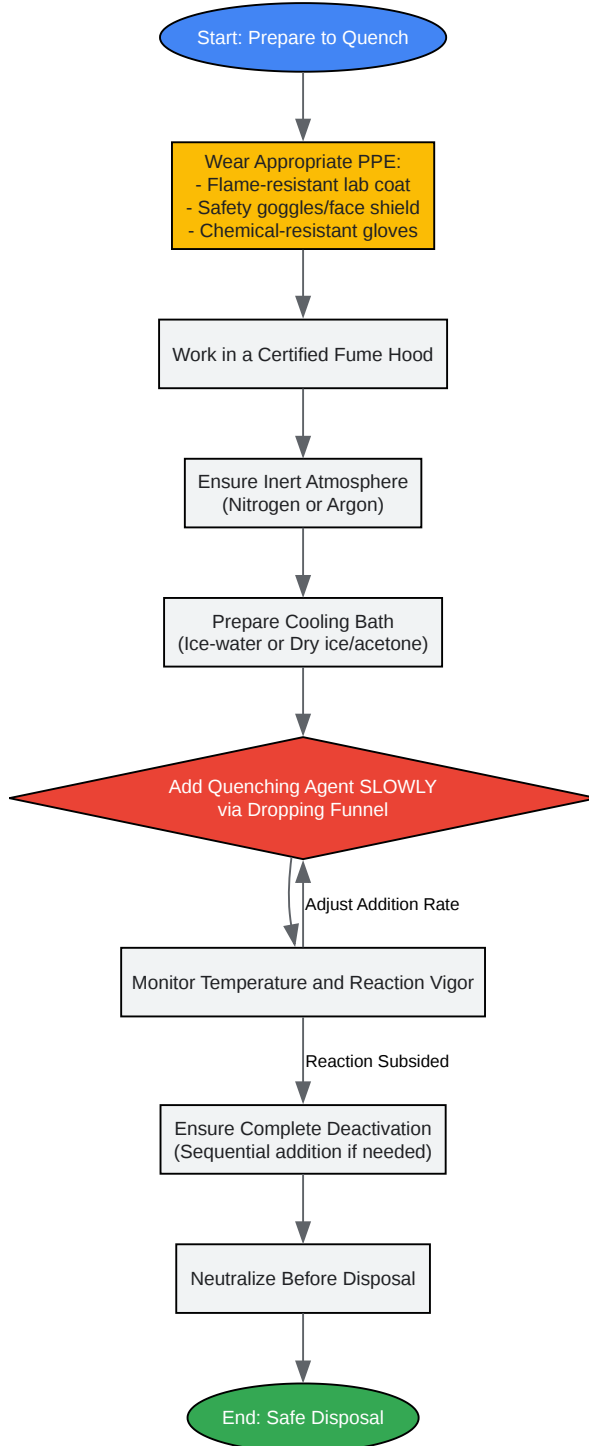 Start: Prepare to Quench
Wear Appropriate PPE:
- Flame-resistant lab coat
- Safety goggles/face shield
- Chemical-resistant gloves
Work in a Certified Fume Hood
Ensure Inert Atmosphere
(Nitrogen or Argon)
Prepare Cooling Bath
(Ice-water or Dry ice/acetone)
Add Quenching Agent SLOWLY
via Dropping Funnel
Adjust Addition Rate
Monitor Temperature and Reaction Vigor
Reaction Subsided
Ensure Complete Deactivation
(Sequential addition if needed)
Neutralize Before Disposal
End: Safe Disposal